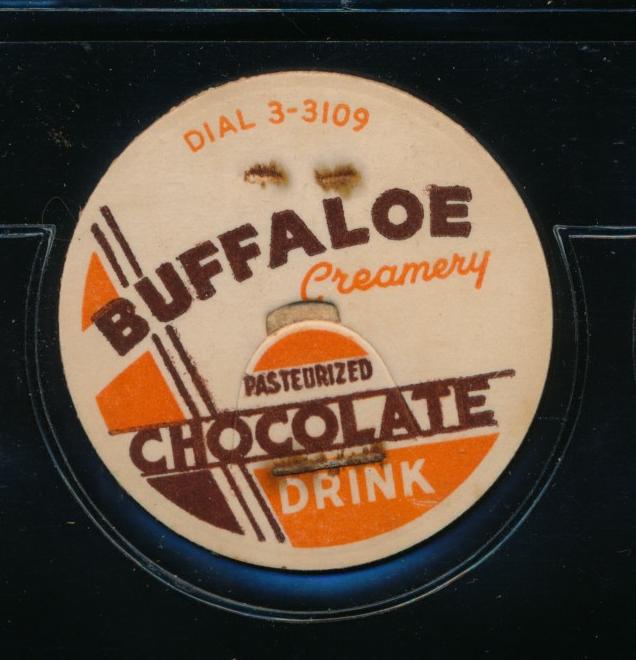 DIAL 3-3109
BUFFALOE
Creamery
PASTEURIZED
CHOCOLATE
DRINK